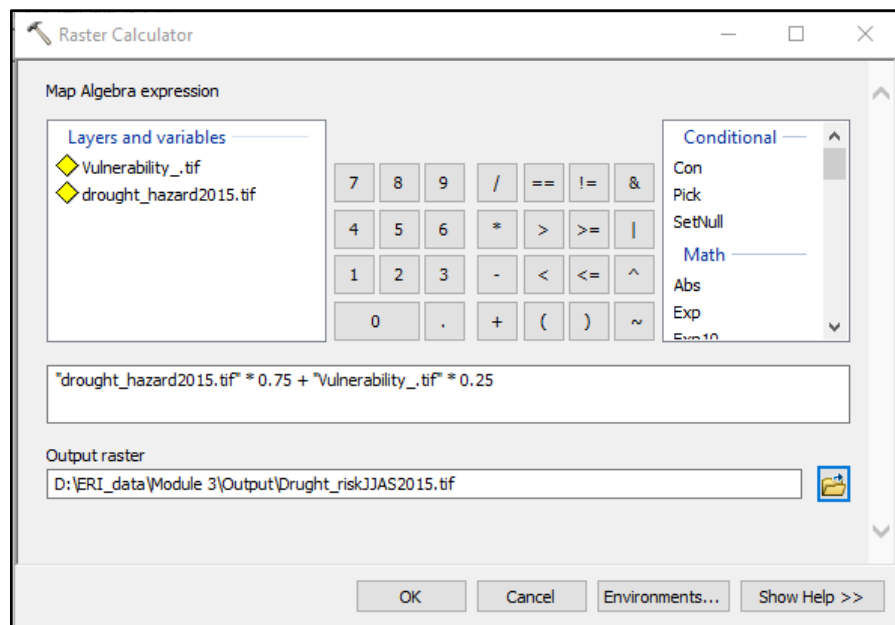 Raster Calculator
Map Algebra expression
Layers and variables
Vulnerability_.tif
drought_hazard2015.tif
7 8 9 / == != &
4 5 6 * > >= |
1 2 3 - < <= ^
0 . + ( ) ~
Conditional
Con
Pick
SetNull
Math
Abs
Exp
Exp10
"drought_hazard2015.tif" * 0.75 + "Vulnerability_.tif" * 0.25
Output raster
D:\ERI_data\Module 3\Output\Drught_riskJJAS2015.tif
OK Cancel Environments... Show Help >>